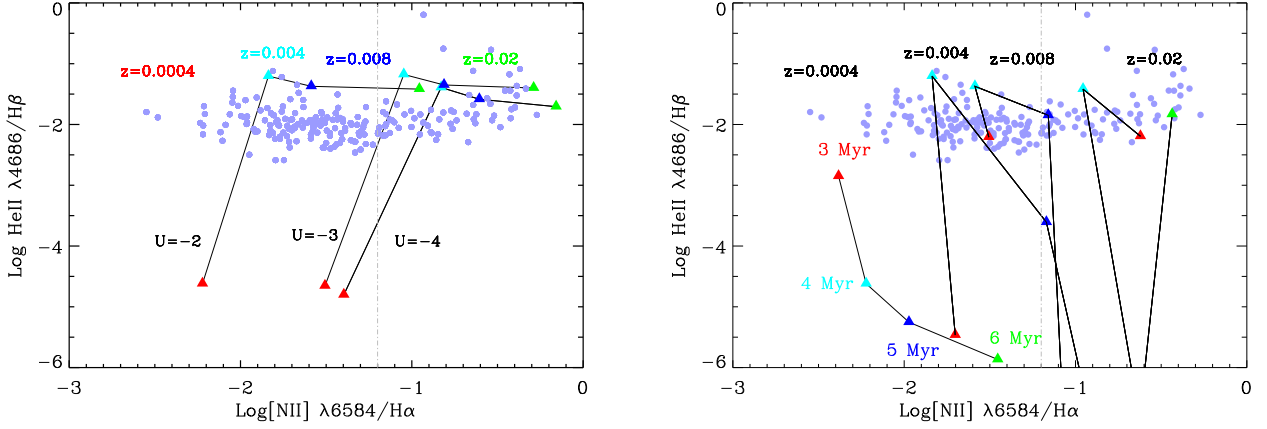 0
−2
−4
−6
−3
−2
−1
0
Log HeII λ4686/Hβ
Log[NII] λ6584/Hα
z=0.0004
z=0.004
z=0.008
z=0.02
U=−2
U=−3
U=−4
0
−2
−4
−6
−3
−2
−1
0
Log HeII λ4686/Hβ
Log[NII] λ6584/Hα
z=0.0004
z=0.004
z=0.008
z=0.02
3 Myr
4 Myr
5 Myr
6 Myr